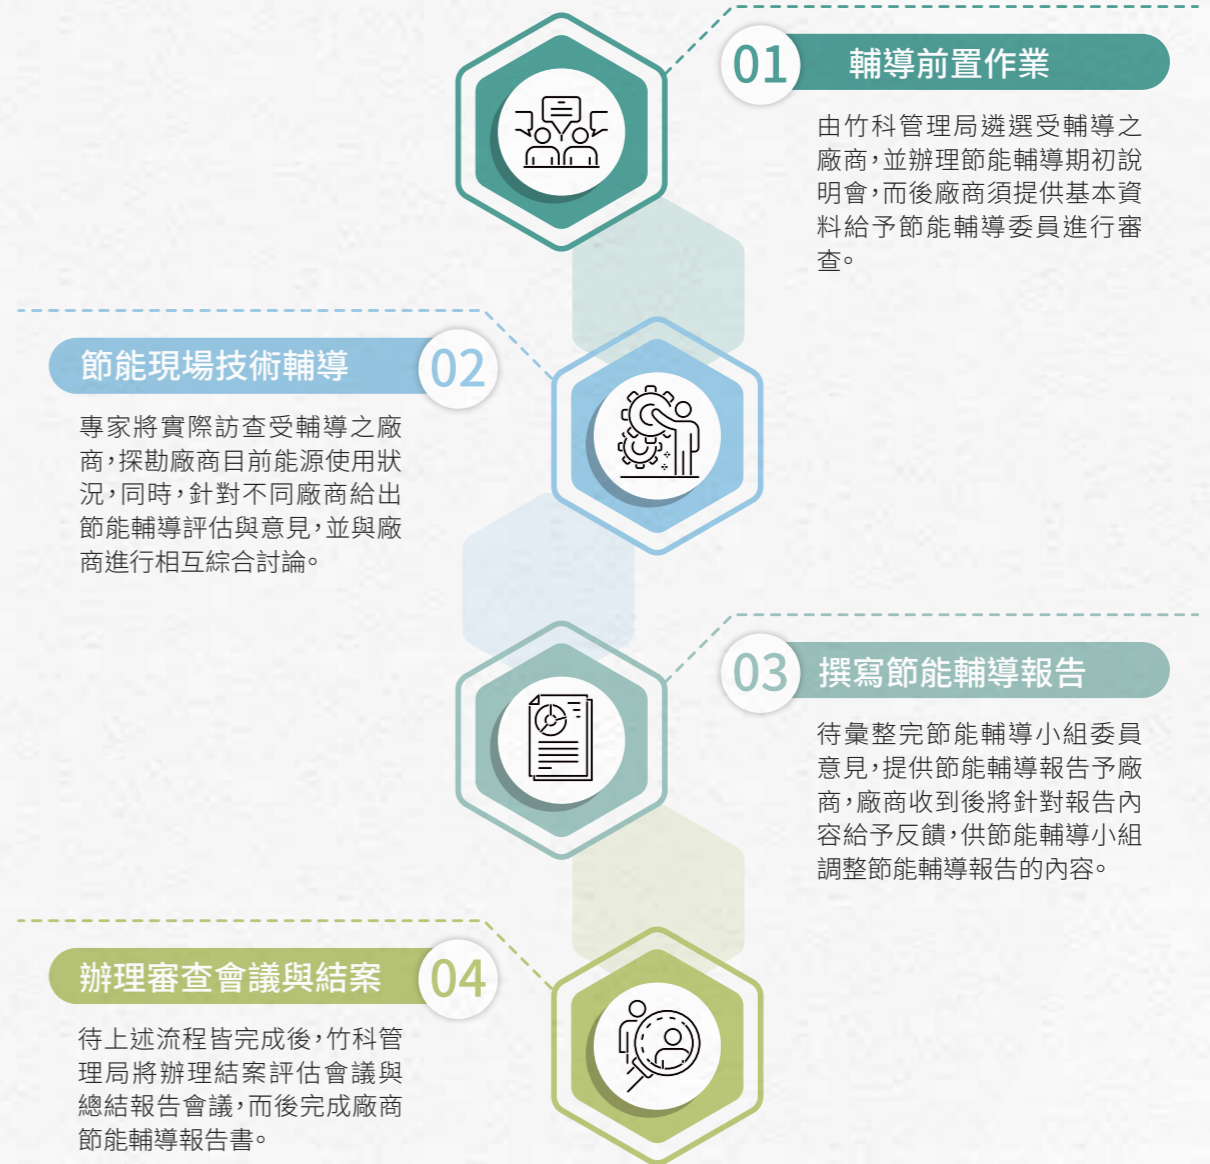 01
輔導前置作業
由竹科管理局遴選受輔導之
廠商,並辦理節能輔導期初說
明會,而後廠商須提供基本資
料給予節能輔導委員進行審
查。
節能現場技術輔導
02
專家將實際訪查受輔導之廠
商,探勘廠商目前能源使用狀
況,同時,針對不同廠商給出
節能輔導評估與意見,並與廠
商進行相互綜合討論。
03
撰寫節能輔導報告
待彙整完節能輔導小組委員
意見,提供節能輔導報告予廠
商,廠商收到後將針對報告內
容給予反饋,供節能輔導小組
調整節能輔導報告的內容。
辦理審查會議與結案
04
待上述流程皆完成後,竹科管
理局將辦理結案評估會議與
總結報告會議,而後完成廠商
節能輔導報告書。